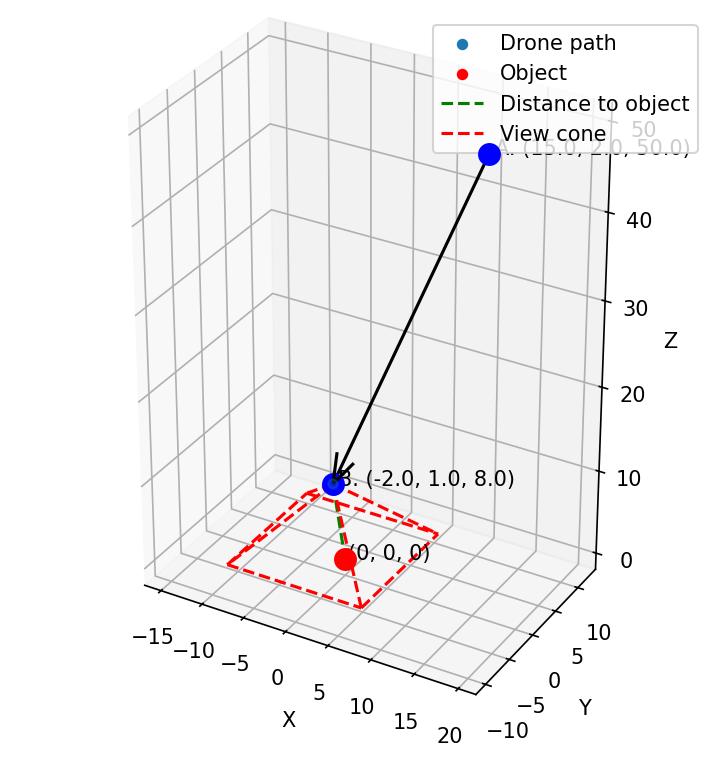 Drone path
Object
Distance to object
View cone
50
A. (15.0, 2.0, 50.0)
40
30
Z
20
B. (-2.0, 1.0, 8.0)
10
(0, 0, 0)
0
−15
−10
−5
0
5
10
15
20
X
−10
−5
0
5
10
Y